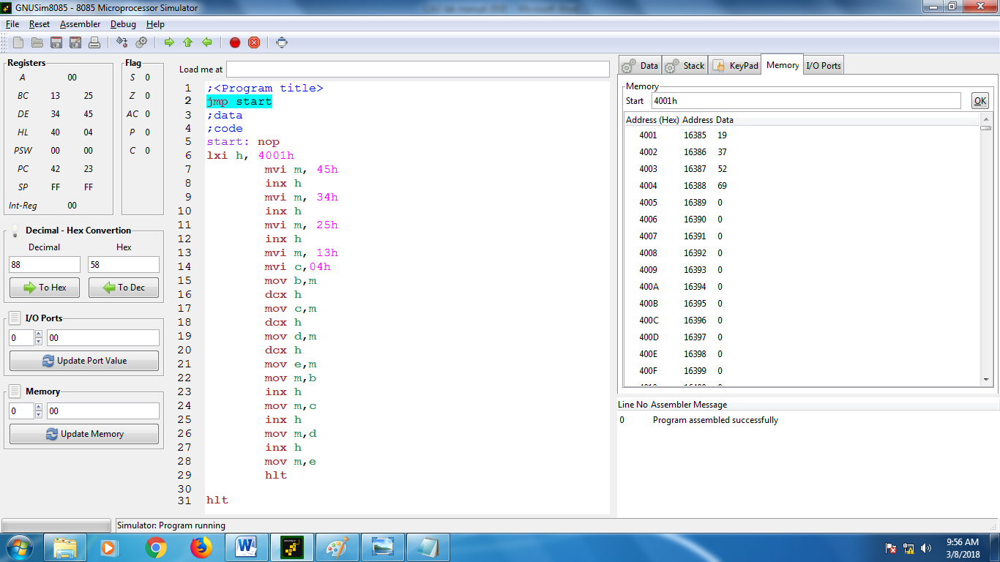 GNUSim8085 - 8085 Microprocessor Simulator
File Reset Assembler Debug Help
Registers
A 00
BC 13 25
DE 34 45
HL 40 04
PSW 00 00
PC 42 23
SP FF FF
Int-Reg 00
Flag
S 0
Z 0
AC 0
P 0
C 0
Decimal - Hex Convertion
Decimal Hex
88 58
To Hex To Dec
I/O Ports
0 00
Update Port Value
Memory
0 00
Update Memory
Load me at
1 ;<Program title>
2 jmp start
3 ;data
4 ;code
5 start: nop
6 lxi h, 4001h
7 mvi m, 45h
8 inx h
9 mvi m, 34h
10 inx h
11 mvi m, 25h
12 inx h
13 mvi m, 13h
14 mvi c,04h
15 mov b,m
16 dcx h
17 mov c,m
18 dcx h
19 mov d,m
20 dcx h
21 mov e,m
22 mov m,b
23 inx h
24 mov m,c
25 inx h
26 mov m,d
27 inx h
28 mov m,e
29 hlt
30
31 hlt
Data Stack KeyPad Memory I/O Ports
Memory
Start 4001h OK
Address (Hex) Address Data
4001 16385 19
4002 16386 37
4003 16387 52
4004 16388 69
4005 16389 0
4006 16390 0
4007 16391 0
4008 16392 0
4009 16393 0
400A 16394 0
400B 16395 0
400C 16396 0
400D 16397 0
400E 16398 0
400F 16399 0
Line No Assembler Message
0 Program assembled successfully
Simulator: Program running
9:56 AM
3/8/2018